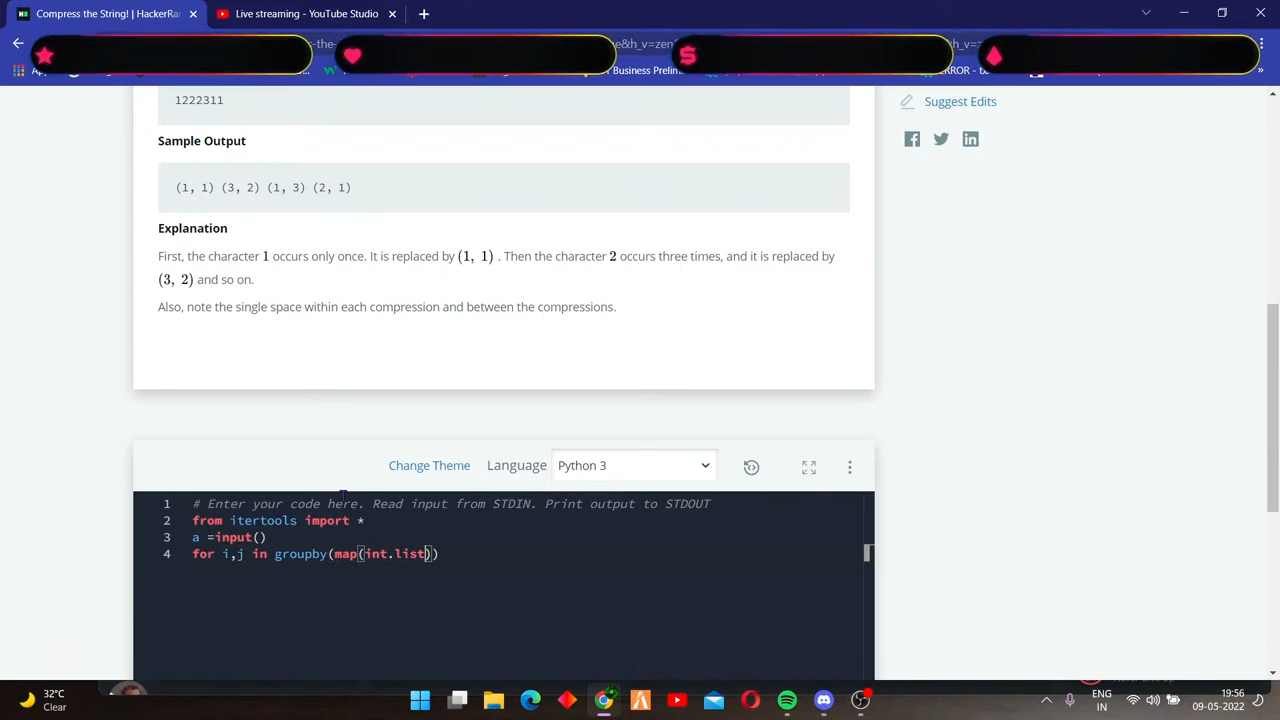 Compress the String! | HackerRan
Live streaming - YouTube Studio
e&h_v=zen
Business Prelim
ERROR - tx
»
1222311
Suggest Edits
Sample Output
(1, 1) (3, 2) (1, 3) (2, 1)
Explanation
First, the character 1 occurs only once. It is replaced by (1, 1) . Then the character 2 occurs three times, and it is replaced by
(3, 2) and so on.
Also, note the single space within each compression and between the compressions.
Change Theme Language Python 3
1 # Enter your code here. Read input from STDIN. Print output to STDOUT
2 from itertools import *
3 a =input()
4 for i,j in groupby(map(int.list))
32°C
Clear
ENG
IN
19:56
09-05-2022